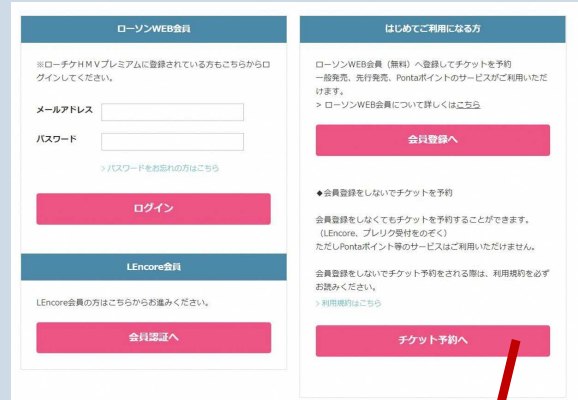 ローソンWEB会員
※ローチケHMVプレミアムに登録されている方もこちらからロ
グインしてください。
メールアドレス
パスワード
>パスワードをお忘れの方はこちら
ログイン
LEncore会員
LEncore会員の方はこちらからお進みください。
会員認証へ
はじめてご利用になる方
ローソンWEB会員（無料）へ登録してチケットを予約
一般発売、先行発売、Pontaポイントのサービスがご利用いただ
けます。
> ローソンWEB会員について詳しくはこちら
会員登録へ
◆会員登録をしないでチケットを予約
会員登録をしなくてもチケットを予約することができます。
（LEncore、プレリク受付をのぞく）
ただしPontaポイント等のサービスはご利用いただけません。
会員登録をしないでチケット予約をされる際は、利用規約を必ず
お読みください。
>利用規約はこちら
チケット予約へ